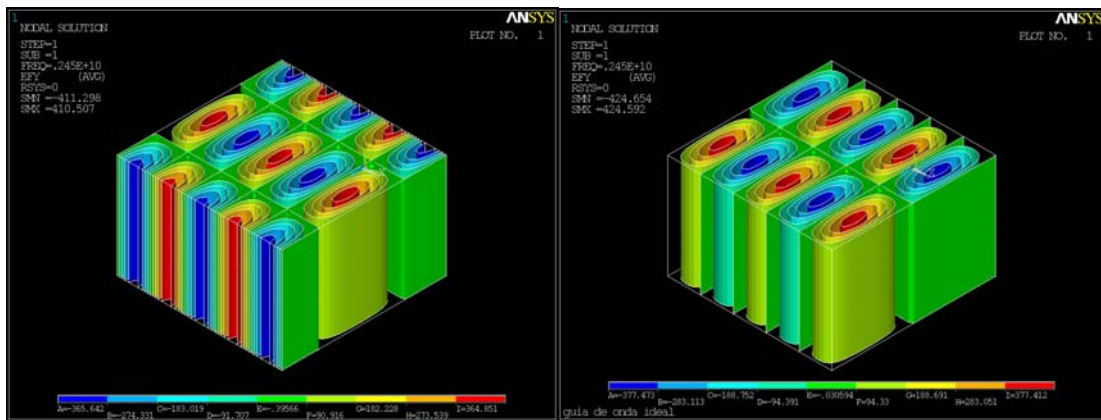 1
ANSYS
NODAL SOLUTION
PLOT NO. 1
STEP=1
SUB =1
FREQ=.245E+10
EFY (AVG)
RSYS=0
SMN =-411.298
SMX =410.507
A=-365.642
B=-274.331
C=-183.019
D=-91.707
E=-.39566
F=90.916
G=182.228
H=273.539
I=364.851
1
ANSYS
NODAL SOLUTION
PLOT NO. 1
STEP=1
SUB =1
FREQ=.245E+10
EFY (AVG)
RSYS=0
SMN =-424.654
SMX =424.592
A=-377.473
B=-283.113
C=-188.752
D=-94.391
E=-.030594
F=94.33
G=188.691
H=283.051
I=377.412
guia de onda ideal